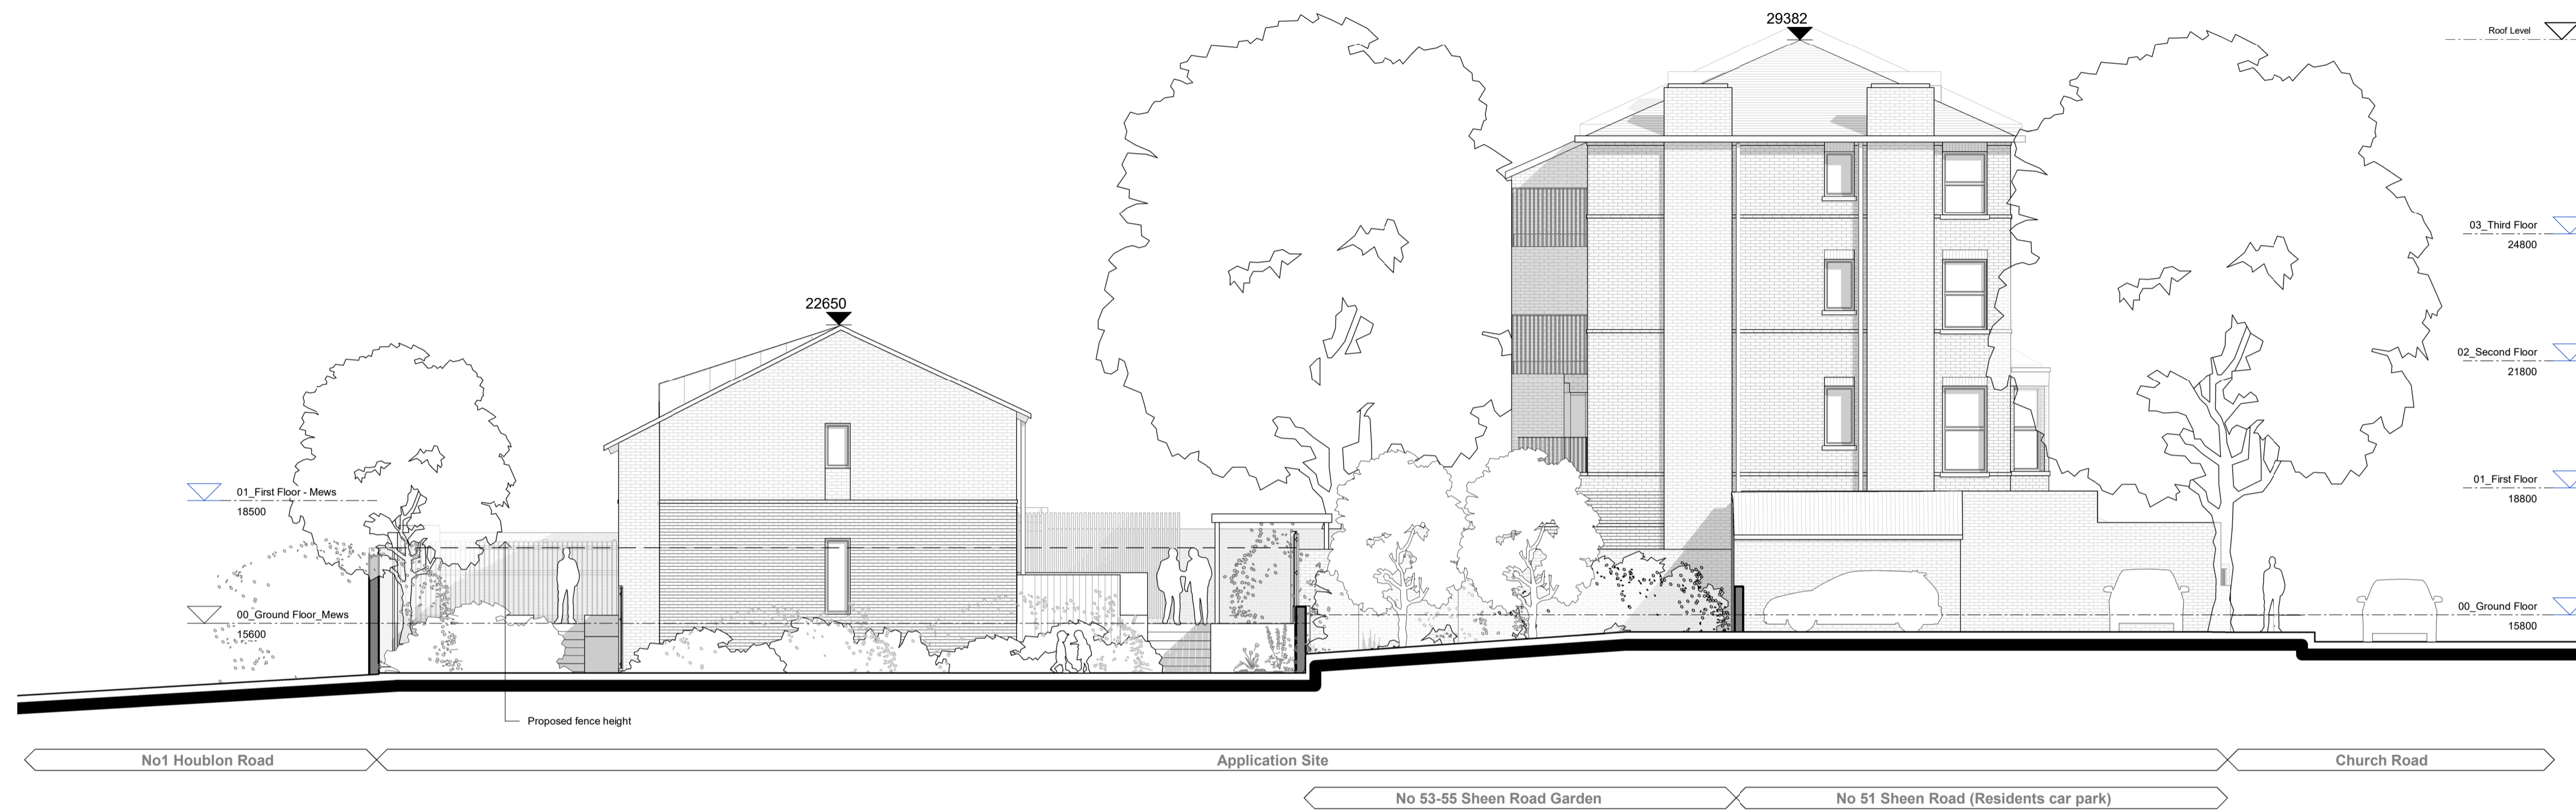 29382
Roof Level
03_Third Floor
24800
22650
02_Second Floor
21800
01_First Floor - Mews
18500
01_First Floor
18800
00_Ground Floor_Mews
15600
00_Ground Floor
15800
Proposed fence height
No1 Houblon Road
Application Site
Church Road
No 53-55 Sheen Road Garden
No 51 Sheen Road (Residents car park)